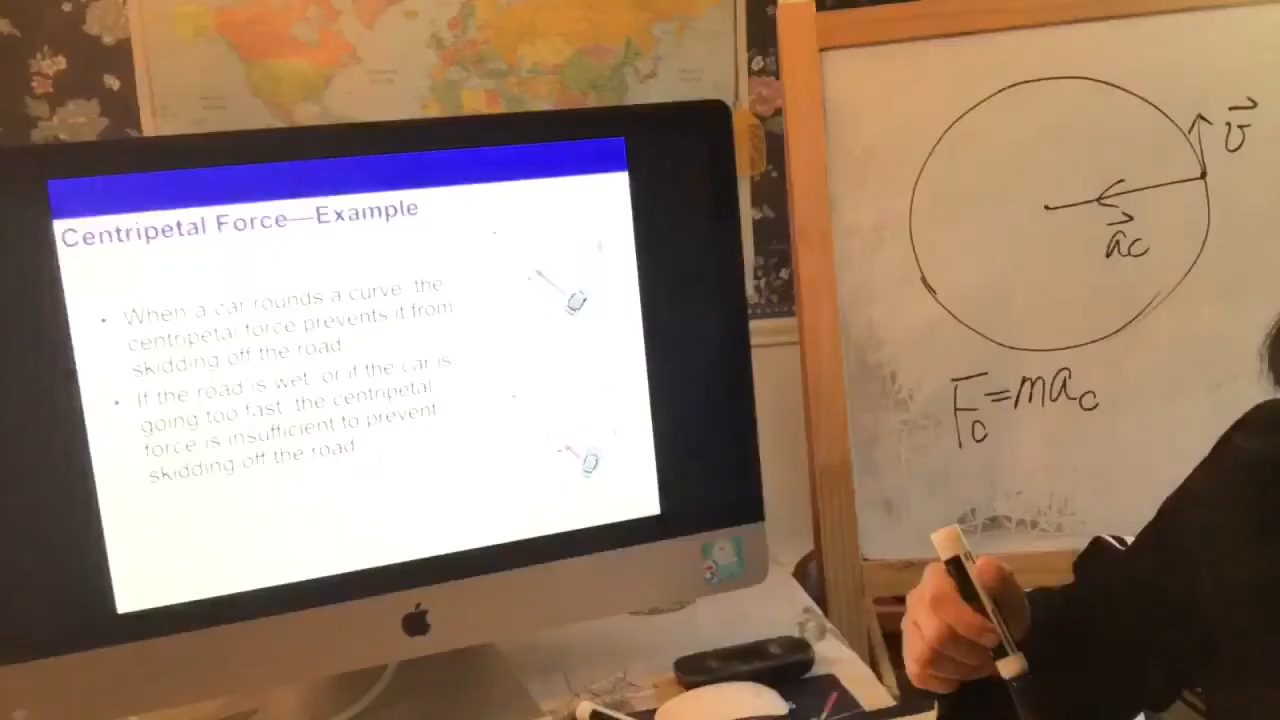 Centripetal Force—Example
• When a car rounds a curve, the
centripetal force prevents it from
skidding off the road
• If the road is wet, or if the car is
going too fast, the centripetal
force is insufficient to prevent
skidding off the road
v⃗
a⃗c
Fc=mac